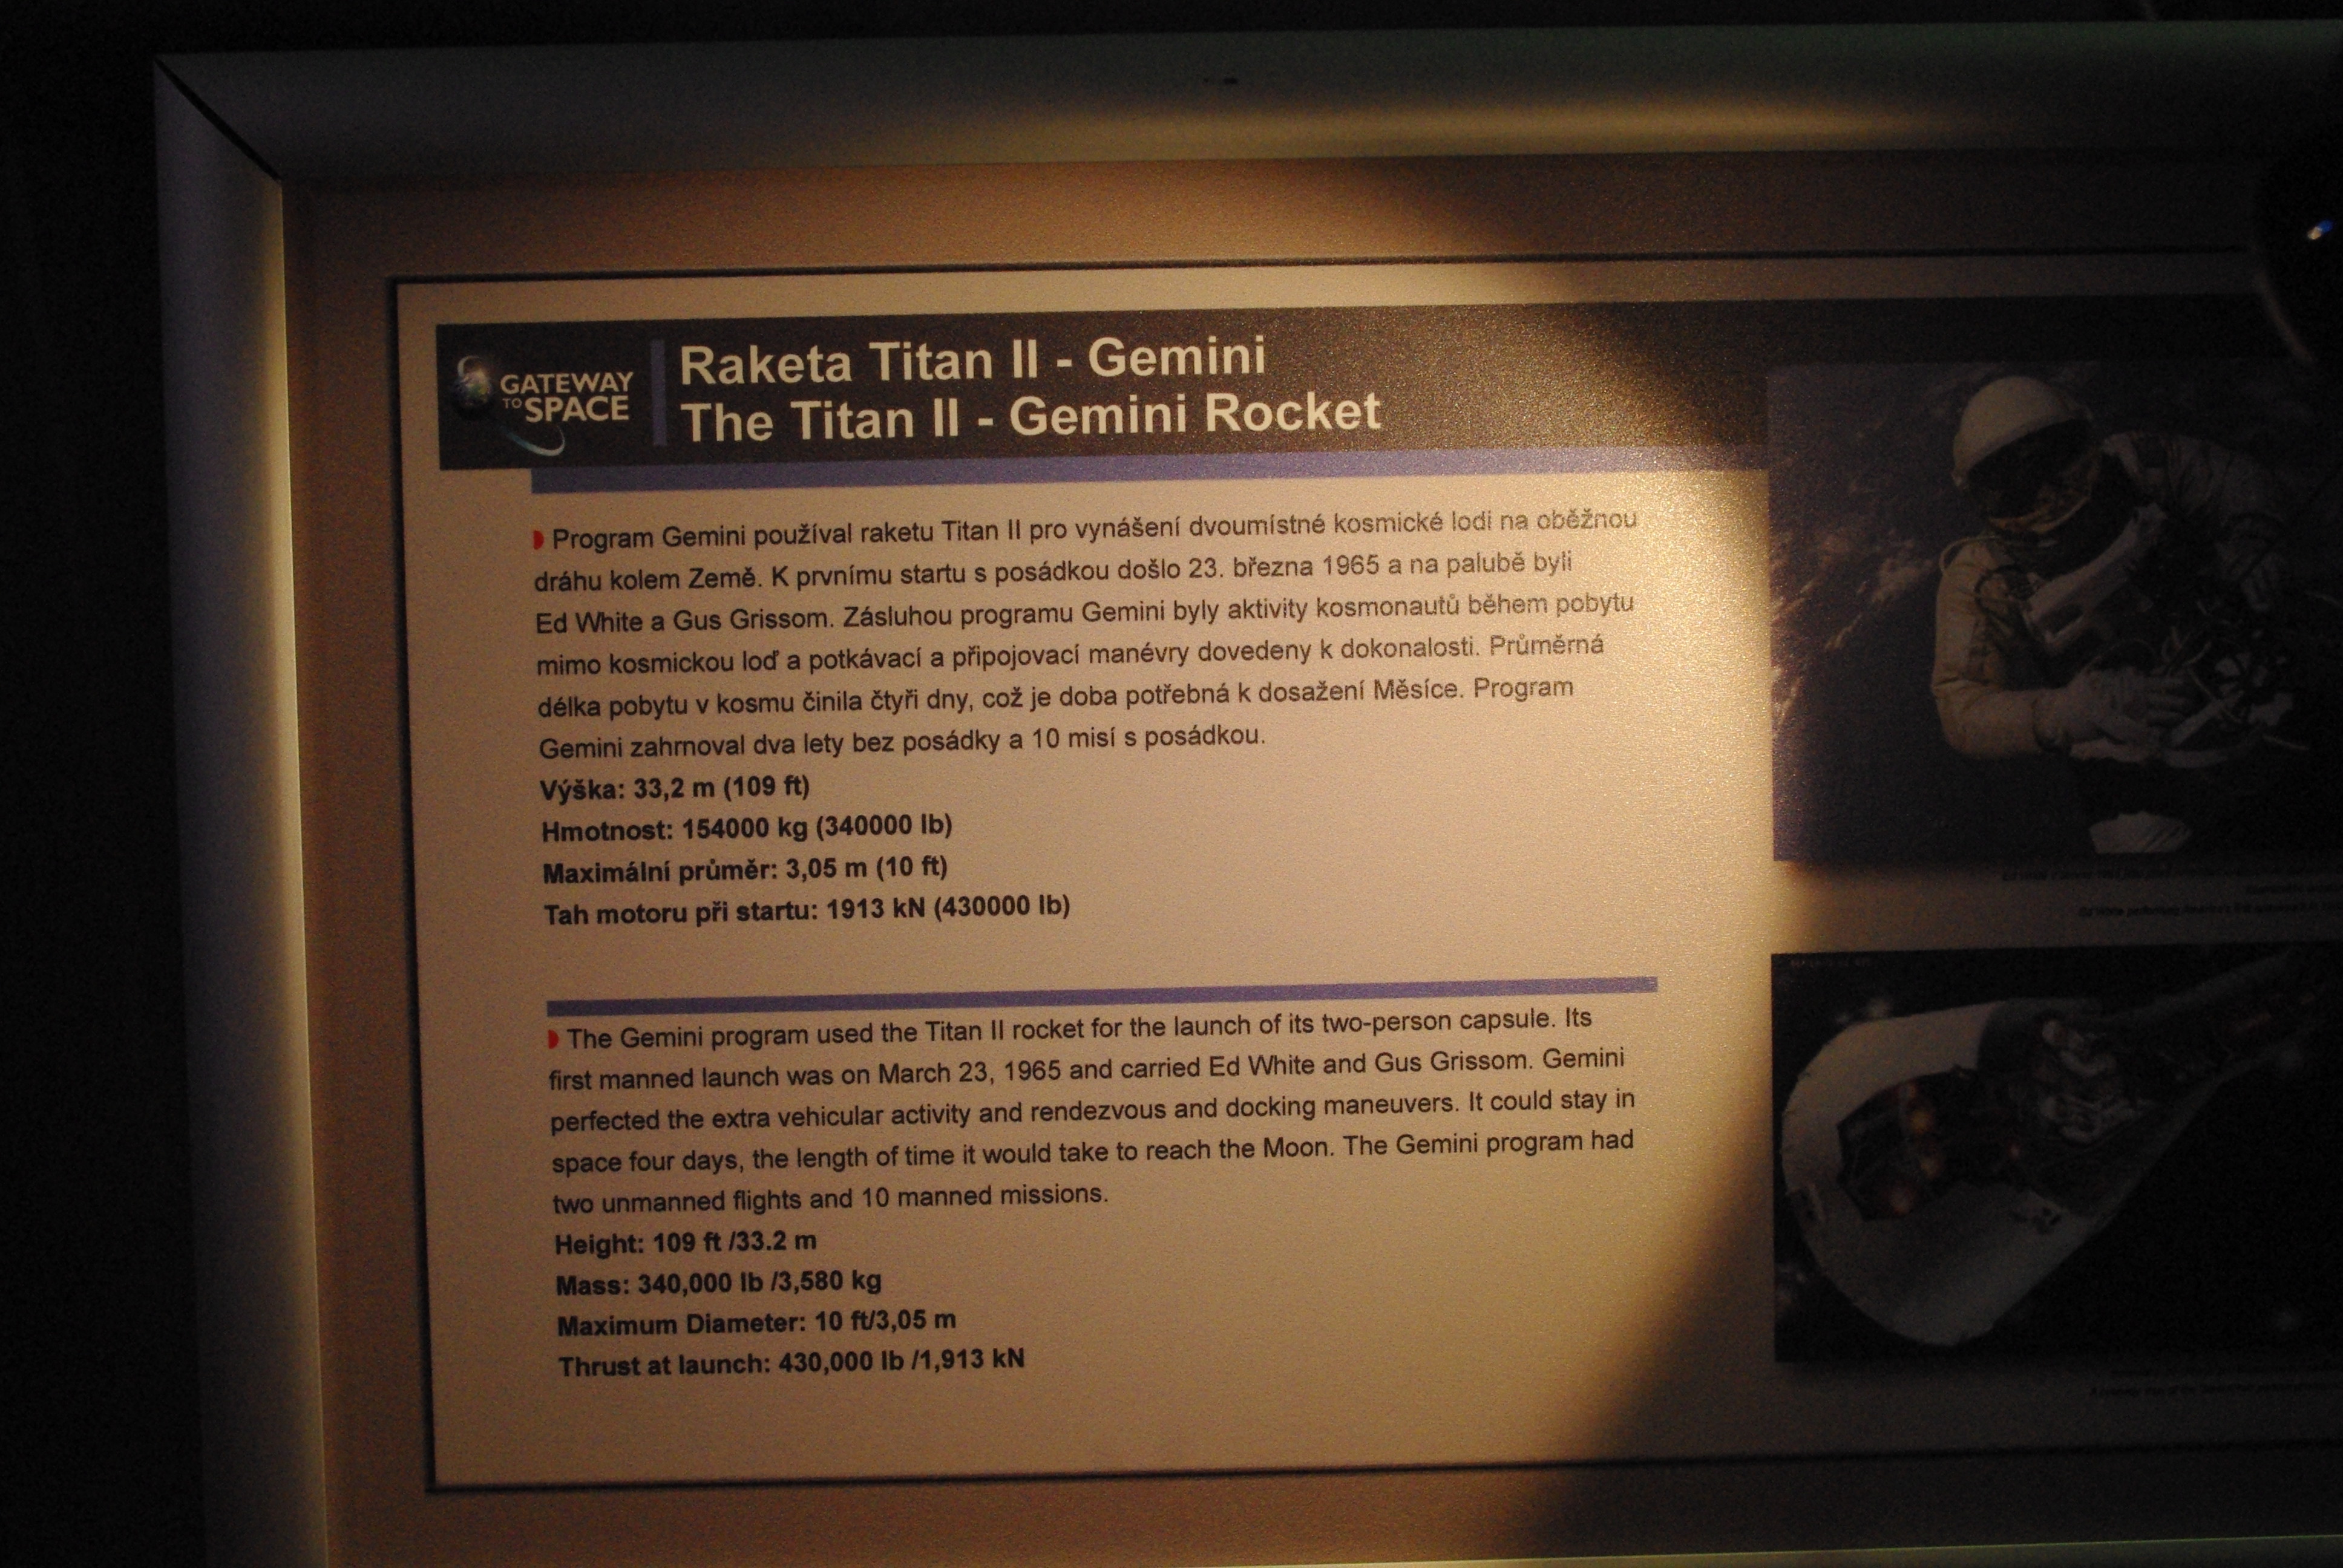 GATEWAY
TO SPACE
Raketa Titan II - Gemini
The Titan II - Gemini Rocket
Program Gemini používal raketu Titan II pro vynášení dvoumístné kosmické lodi na oběžnou
dráhu kolem Země. K prvnímu startu s posádkou došlo 23. března 1965 a na palubě byli
Ed White a Gus Grissom. Zásluhou programu Gemini byly aktivity kosmonautů během pobytu
mimo kosmickou loď a potkávací a připojovací manévry dovedeny k dokonalosti. Průměrná
délka pobytu v kosmu činila čtyři dny, což je doba potřebná k dosažení Měsíce. Program
Gemini zahrnoval dva lety bez posádky a 10 misí s posádkou.
Výška: 33,2 m (109 ft)
Hmotnost: 154000 kg (340000 lb)
Maximální průměr: 3,05 m (10 ft)
Tah motoru při startu: 1913 kN (430000 lb)
The Gemini program used the Titan II rocket for the launch of its two-person capsule. Its
first manned launch was on March 23, 1965 and carried Ed White and Gus Grissom. Gemini
perfected the extra vehicular activity and rendezvous and docking maneuvers. It could stay in
space four days, the length of time it would take to reach the Moon. The Gemini program had
two unmanned flights and 10 manned missions.
Height: 109 ft /33.2 m
Mass: 340,000 lb /3,580 kg
Maximum Diameter: 10 ft/3,05 m
Thrust at launch: 430,000 lb /1,913 kN